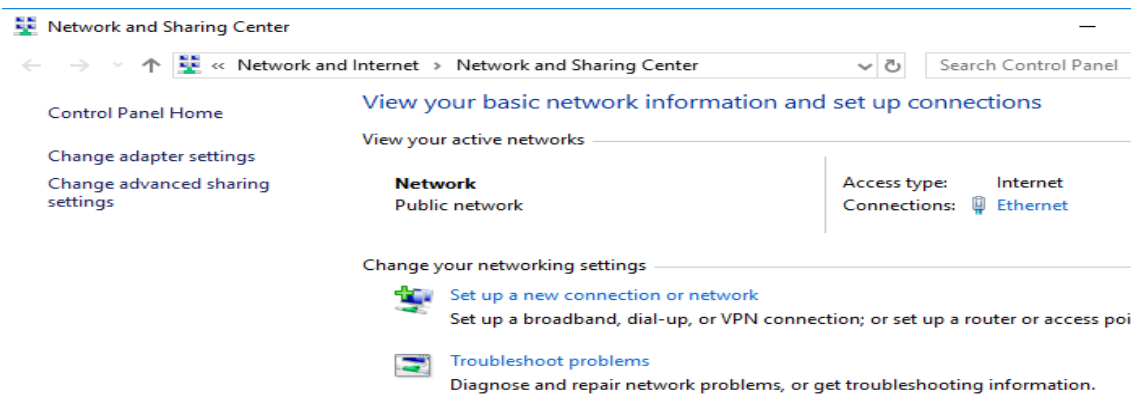 Network and Sharing Center
« Network and Internet > Network and Sharing Center
Search Control Panel
Control Panel Home
Change adapter settings
Change advanced sharing
settings
View your basic network information and set up connections
View your active networks
Network
Public network
Access type: Internet
Connections: Ethernet
Change your networking settings
Set up a new connection or network
Set up a broadband, dial-up, or VPN connection; or set up a router or access poi
Troubleshoot problems
Diagnose and repair network problems, or get troubleshooting information.